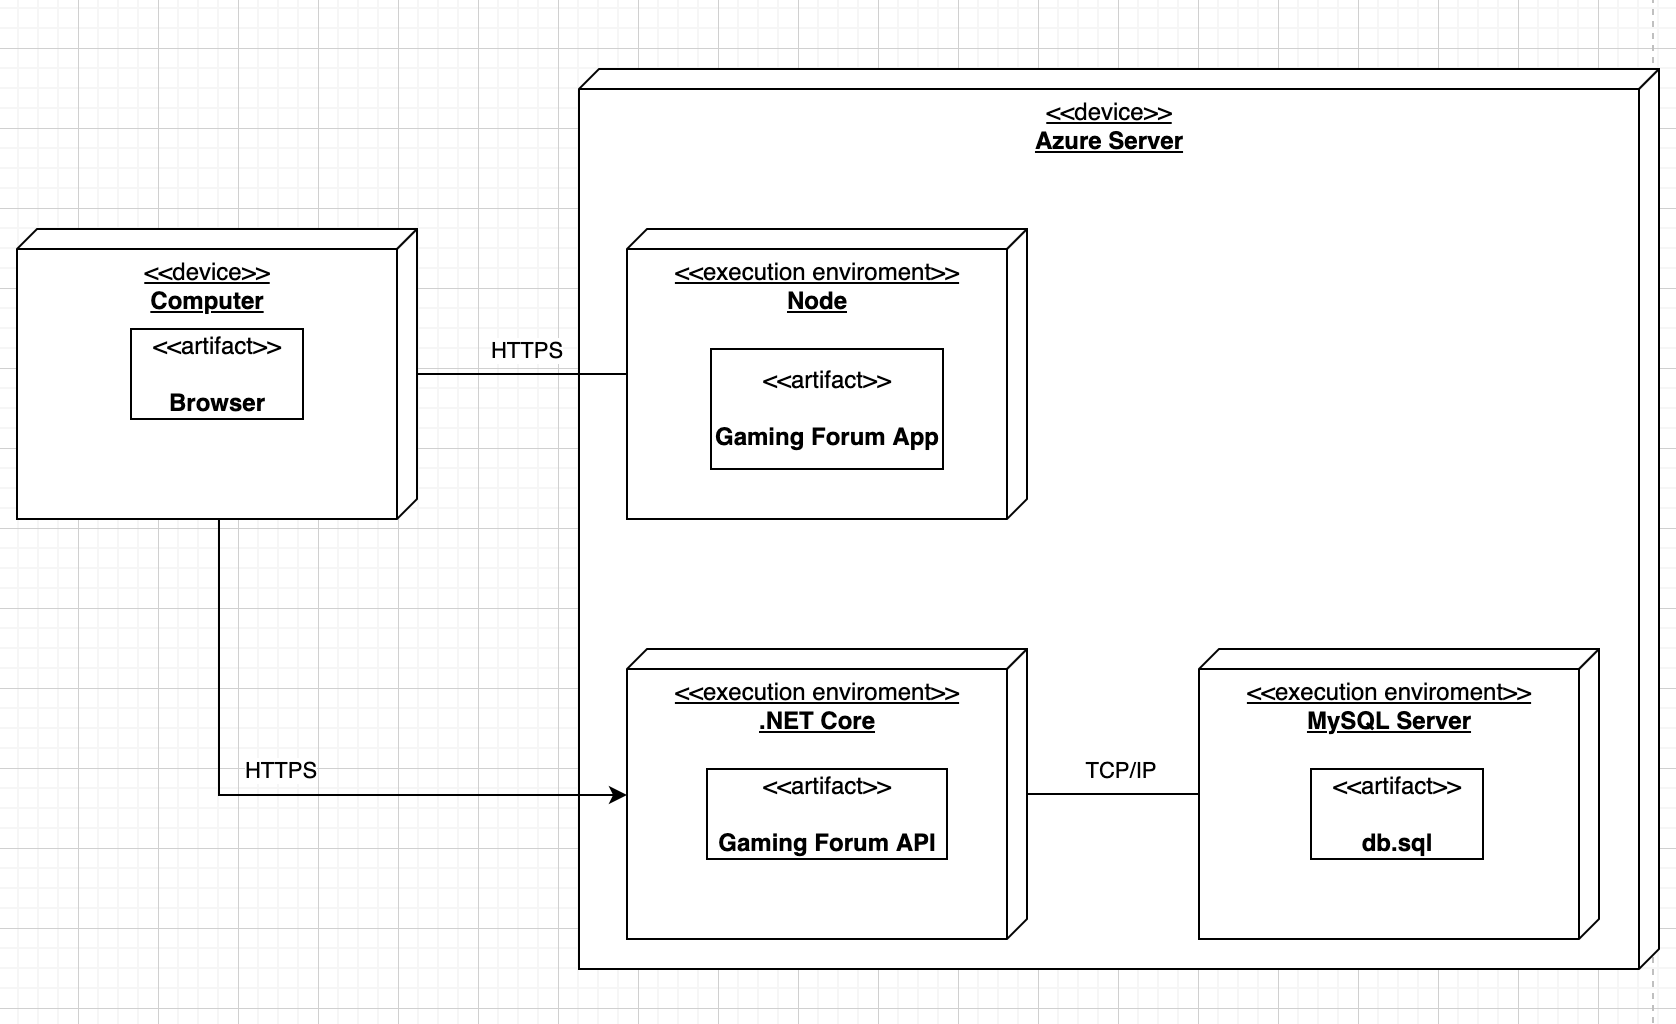 <<device>>
Azure Server
<<device>>
Computer
<<artifact>>
Browser
HTTPS
<<execution enviroment>>
Node
<<artifact>>
Gaming Forum App
HTTPS
<<execution enviroment>>
.NET Core
<<artifact>>
Gaming Forum API
TCP/IP
<<execution enviroment>>
MySQL Server
<<artifact>>
db.sql